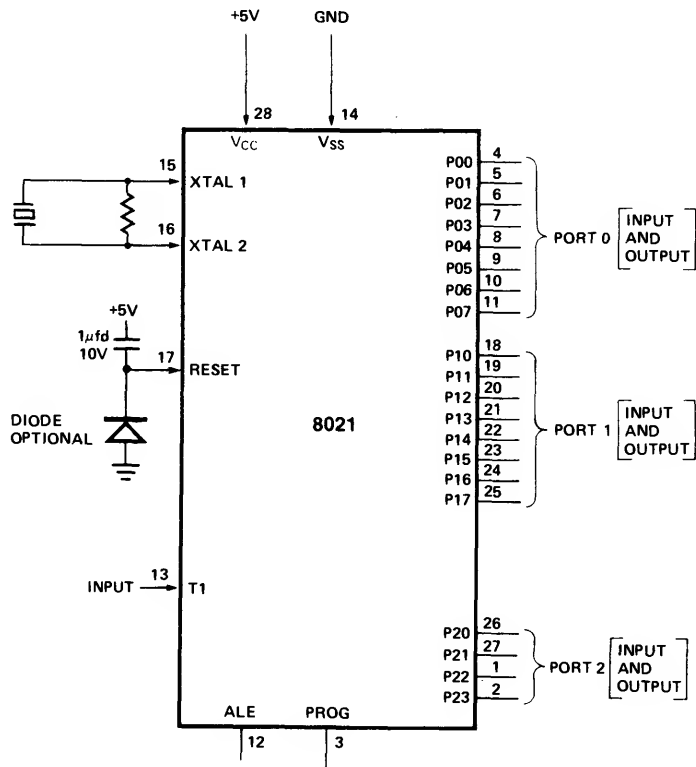 +5V GND
28 14
VCC VSS
15 XTAL 1
16 XTAL 2
+5V
1µfd
10V
17 RESET
DIODE
OPTIONAL
8021
INPUT 13 T1
ALE PROG
12 3
P00 4
P01 5
P02 6
P03 7
P04 8
P05 9
P06 10
P07 11
PORT 0
INPUT
AND
OUTPUT
P10 18
P11 19
P12 20
P13 21
P14 22
P15 23
P16 24
P17 25
PORT 1
INPUT
AND
OUTPUT
P20 26
P21 27
P22 1
P23 2
PORT 2
INPUT
AND
OUTPUT